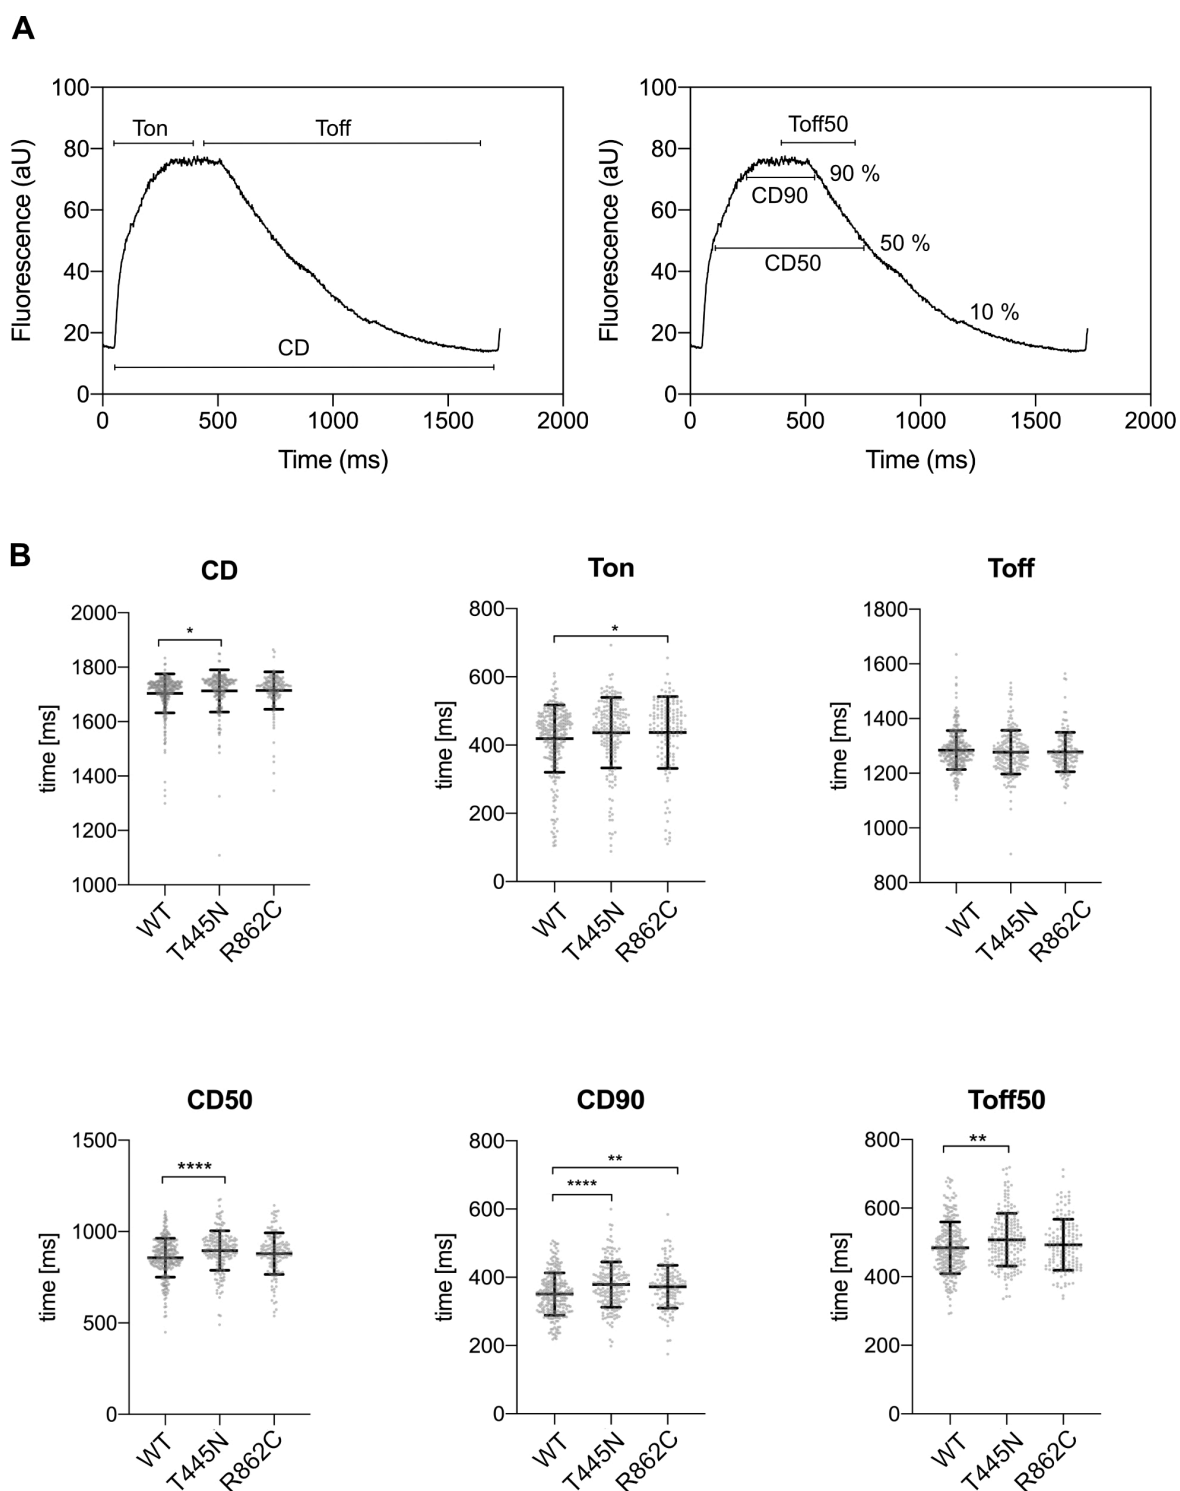 A
100
80
60
40
20
0
Fluorescence (aU)
Ton
Toff
CD
0 500 1000 1500 2000
Time (ms)
100
80
60
40
20
0
Fluorescence (aU)
Toff50
90 %
CD90
50 %
CD50
10 %
0 500 1000 1500 2000
Time (ms)
B
CD
2000
1800
1600
1400
1200
1000
time [ms]
*
WT T445N R862C
Ton
800
600
400
200
0
time [ms]
*
WT T445N R862C
Toff
1800
1600
1400
1200
1000
800
time [ms]
WT T445N R862C
CD50
1500
1000
500
0
time [ms]
****
WT T445N R862C
CD90
800
600
400
200
0
time [ms]
**
****
WT T445N R862C
Toff50
800
600
400
200
0
time [ms]
**
WT T445N R862C